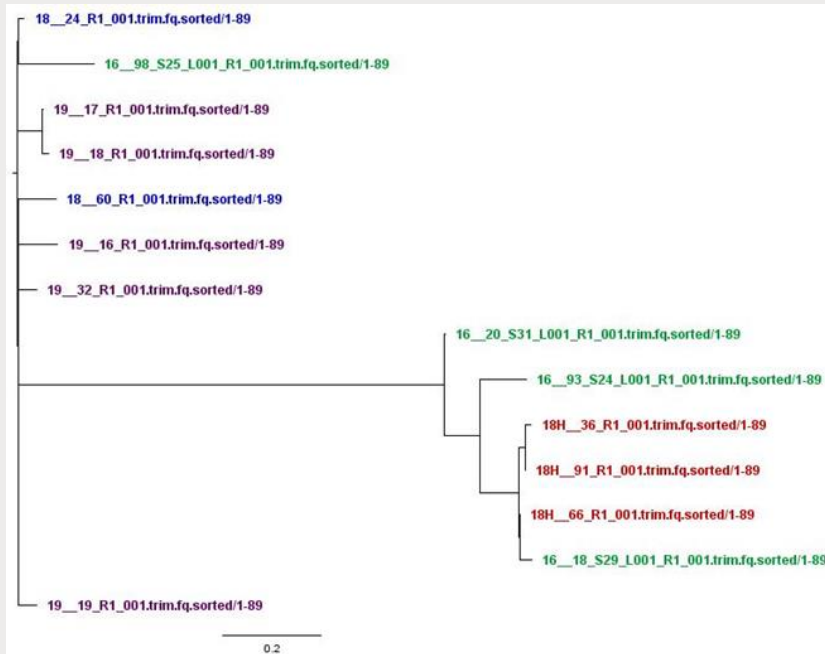 18__24_R1_001.trim.fq.sorted/1-89
16__98_S25_L001_R1_001.trim.fq.sorted/1-89
19__17_R1_001.trim.fq.sorted/1-89
19__18_R1_001.trim.fq.sorted/1-89
18__60_R1_001.trim.fq.sorted/1-89
19__16_R1_001.trim.fq.sorted/1-89
19__32_R1_001.trim.fq.sorted/1-89
16__20_S31_L001_R1_001.trim.fq.sorted/1-89
16__93_S24_L001_R1_001.trim.fq.sorted/1-89
18H__36_R1_001.trim.fq.sorted/1-89
18H__91_R1_001.trim.fq.sorted/1-89
18H__66_R1_001.trim.fq.sorted/1-89
16__18_S29_L001_R1_001.trim.fq.sorted/1-89
19__19_R1_001.trim.fq.sorted/1-89
0.2